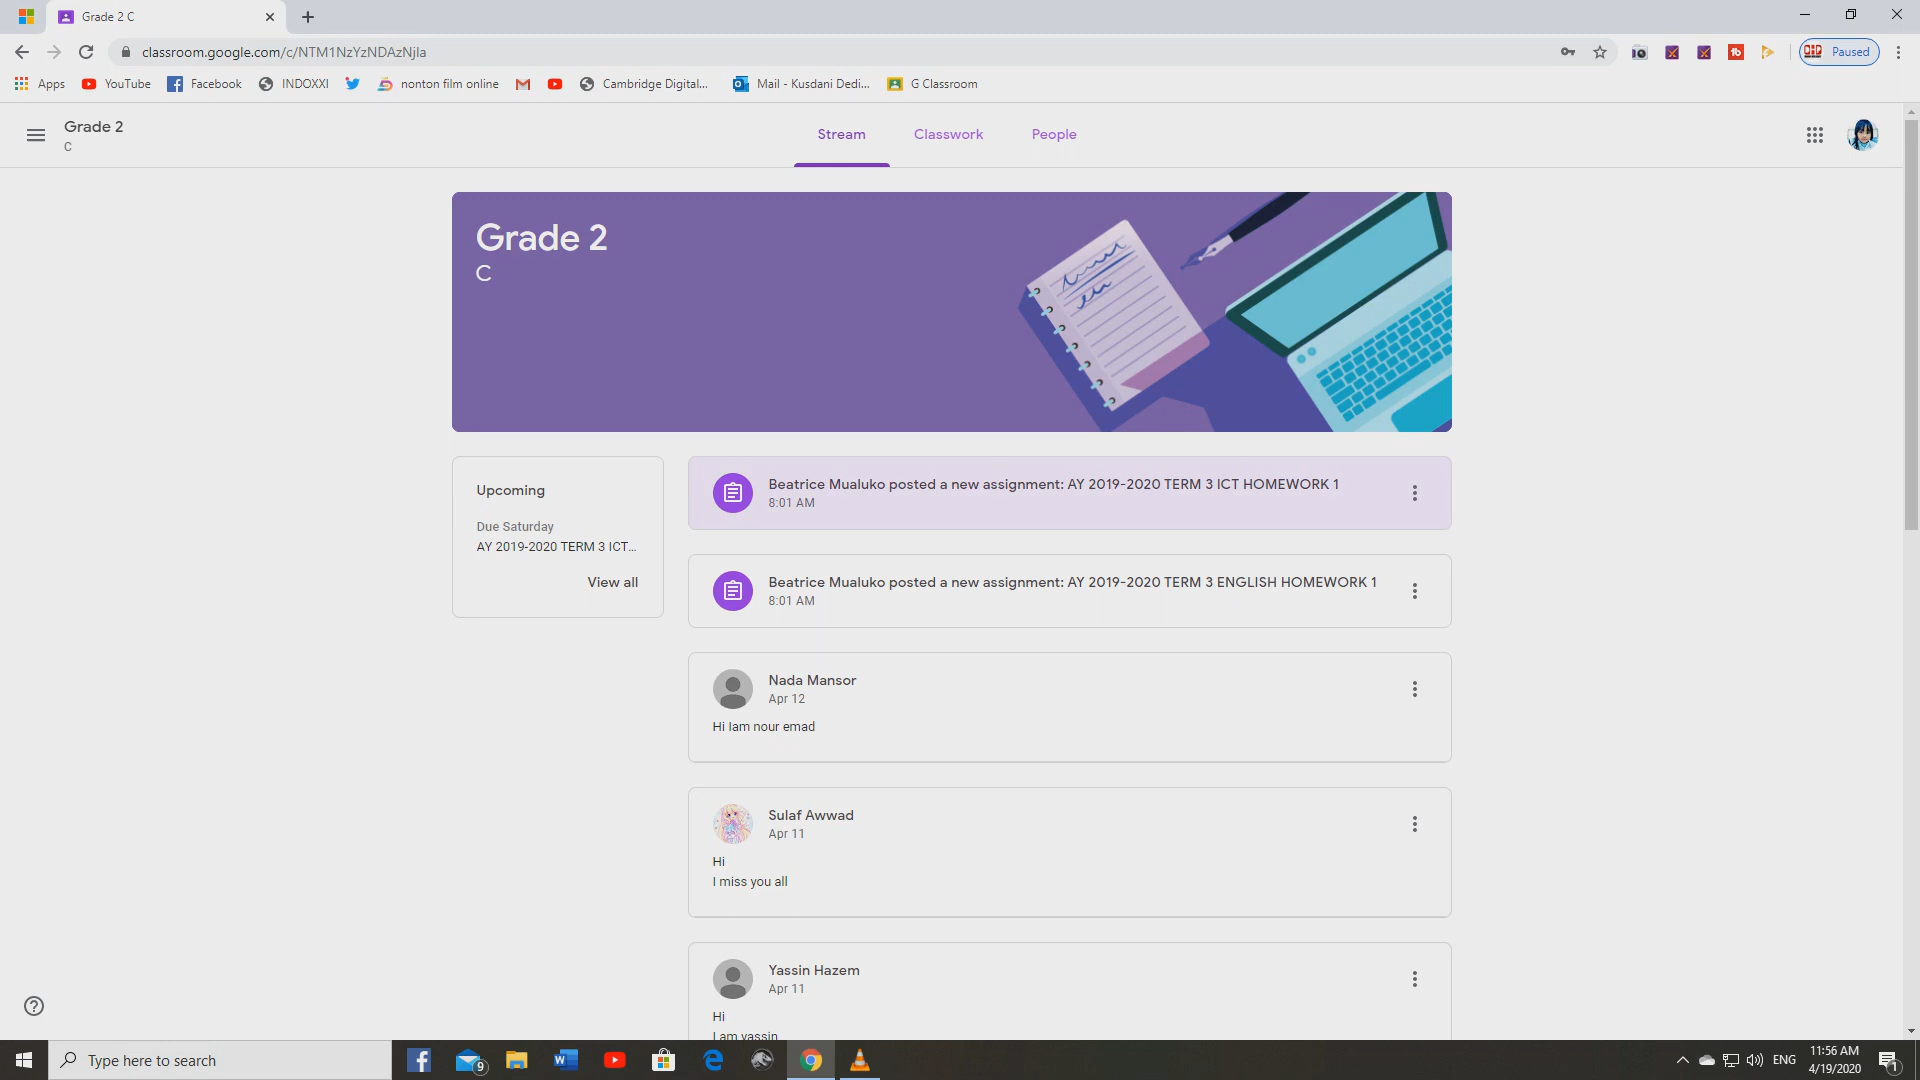 Grade 2 C
classroom.google.com/c/NTM1NzYzNDAzNjla
Paused
Apps
YouTube
Facebook
INDOXXI
nonton film online
Cambridge Digital...
Mail - Kusdani Dedi...
G Classroom
Grade 2
C
Stream
Classwork
People
Grade 2
C
Upcoming
Due Saturday
AY 2019-2020 TERM 3 ICT...
View all
Beatrice Mualuko posted a new assignment: AY 2019-2020 TERM 3 ICT HOMEWORK 1
8:01 AM
Beatrice Mualuko posted a new assignment: AY 2019-2020 TERM 3 ENGLISH HOMEWORK 1
8:01 AM
Nada Mansor
Apr 12
Hi Iam nour emad
Sulaf Awwad
Apr 11
Hi
I miss you all
Yassin Hazem
Apr 11
Hi
I am yassin
Type here to search
9
ENG
11:56 AM
4/19/2020
1